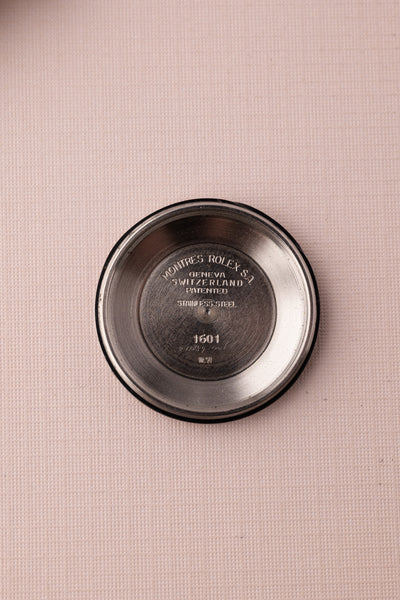 MONTRES ROLEX S.A.
GENEVA
SWITZERLAND
PATENTED
STAINLESS STEEL
1601